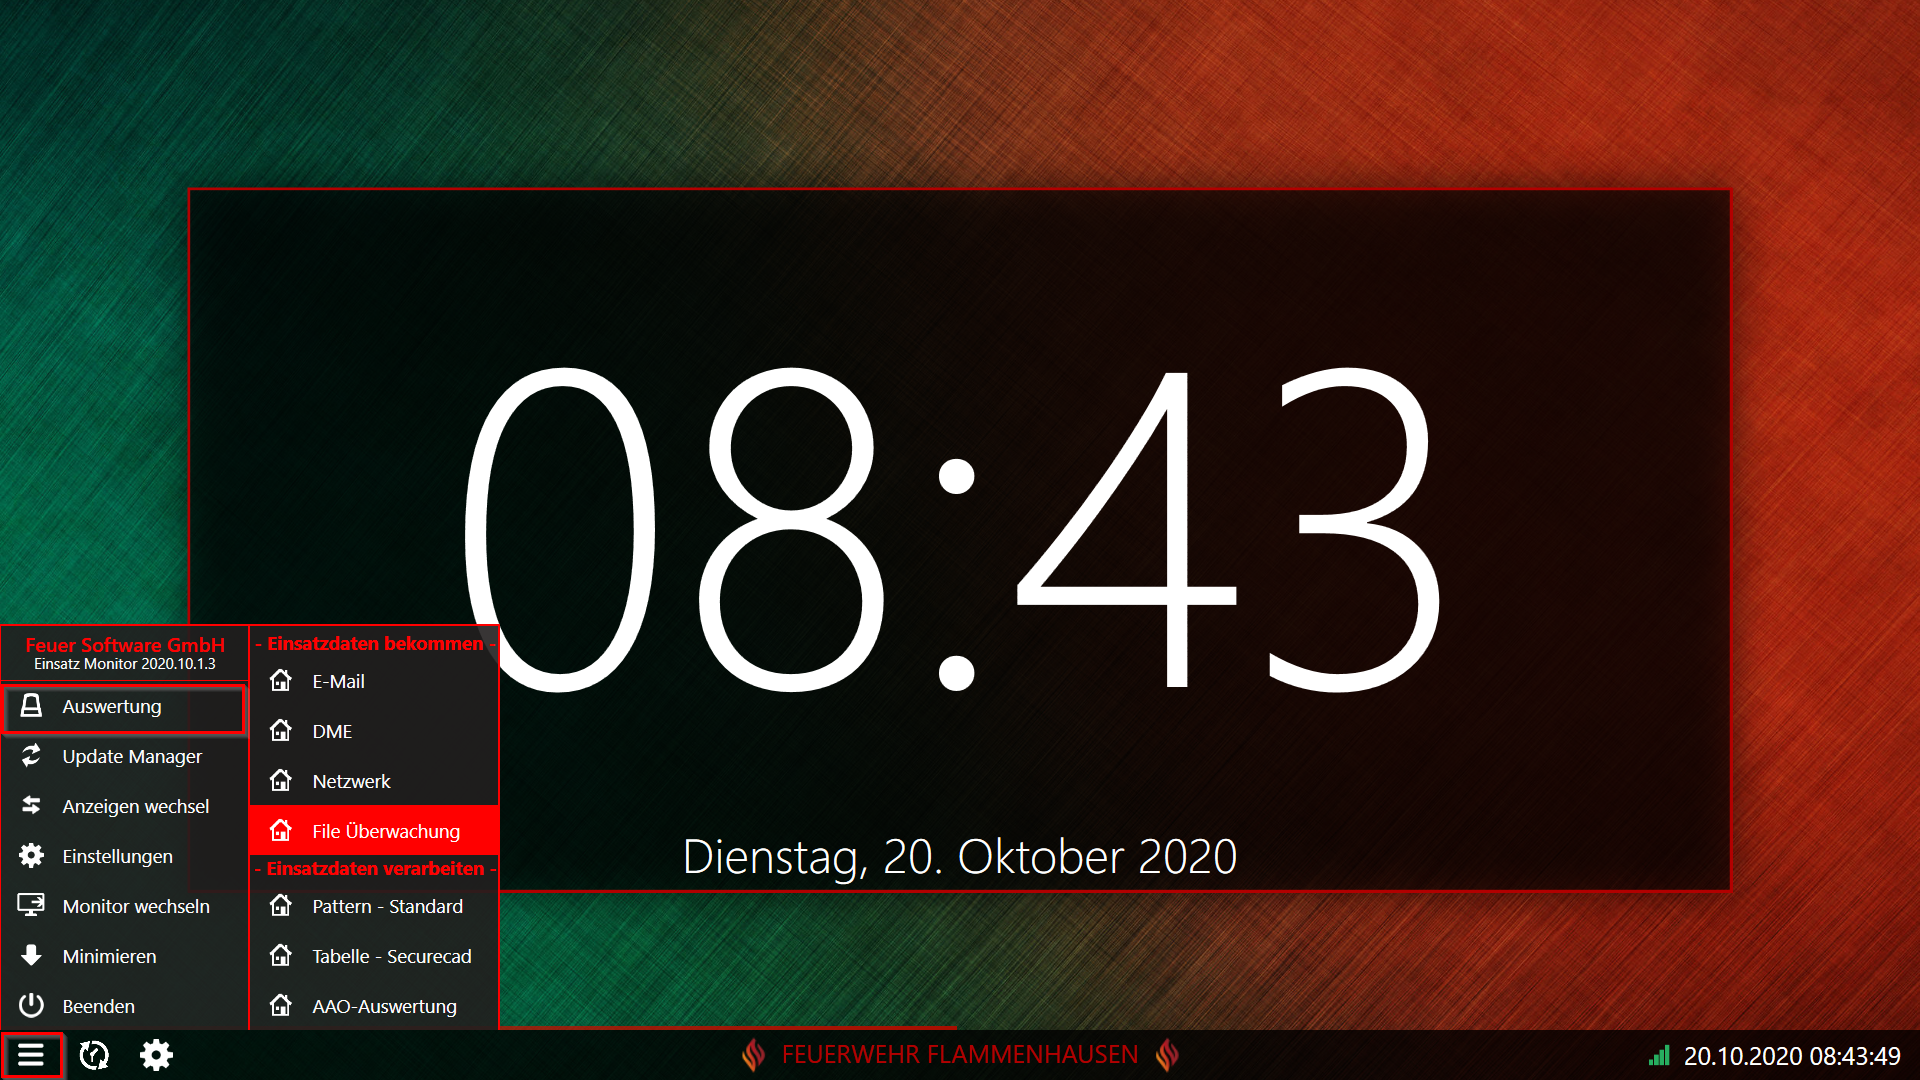 08:43
Dienstag, 20. Oktober 2020
Feuer Software GmbH
Einsatz Monitor 2020.10.1.3
Auswertung
Update Manager
Anzeigen wechsel
Einstellungen
Monitor wechseln
Minimieren
Beenden
- Einsatzdaten bekommen -
E-Mail
DME
Netzwerk
File Überwachung
- Einsatzdaten verarbeiten -
Pattern - Standard
Tabelle - Securecad
AAO-Auswertung
FEUERWEHR FLAMMENHAUSEN
20.10.2020 08:43:49